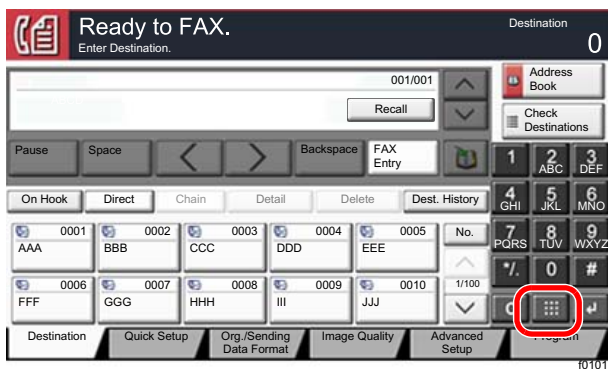 Ready to FAX.
Enter Destination.
Destination
0
001/001
Recall
Address
Book
Check
Destinations
Pause
Space
Backspace
FAX
Entry
1
2
ABC
3
DEF
On Hook
Direct
Chain
Detail
Delete
Dest. History
4
GHI
5
JKL
6
MNO
0001
AAA
0002
BBB
0003
CCC
0004
DDD
0005
EEE
No.
7
PQRS
8
TUV
9
WXYZ
0006
FFF
0007
GGG
0008
HHH
0009
III
0010
JJJ
1/100
*/.
0
#
C
Destination
Quick Setup
Org./Sending
Data Format
Image Quality
Advanced
Setup
Program
f0101